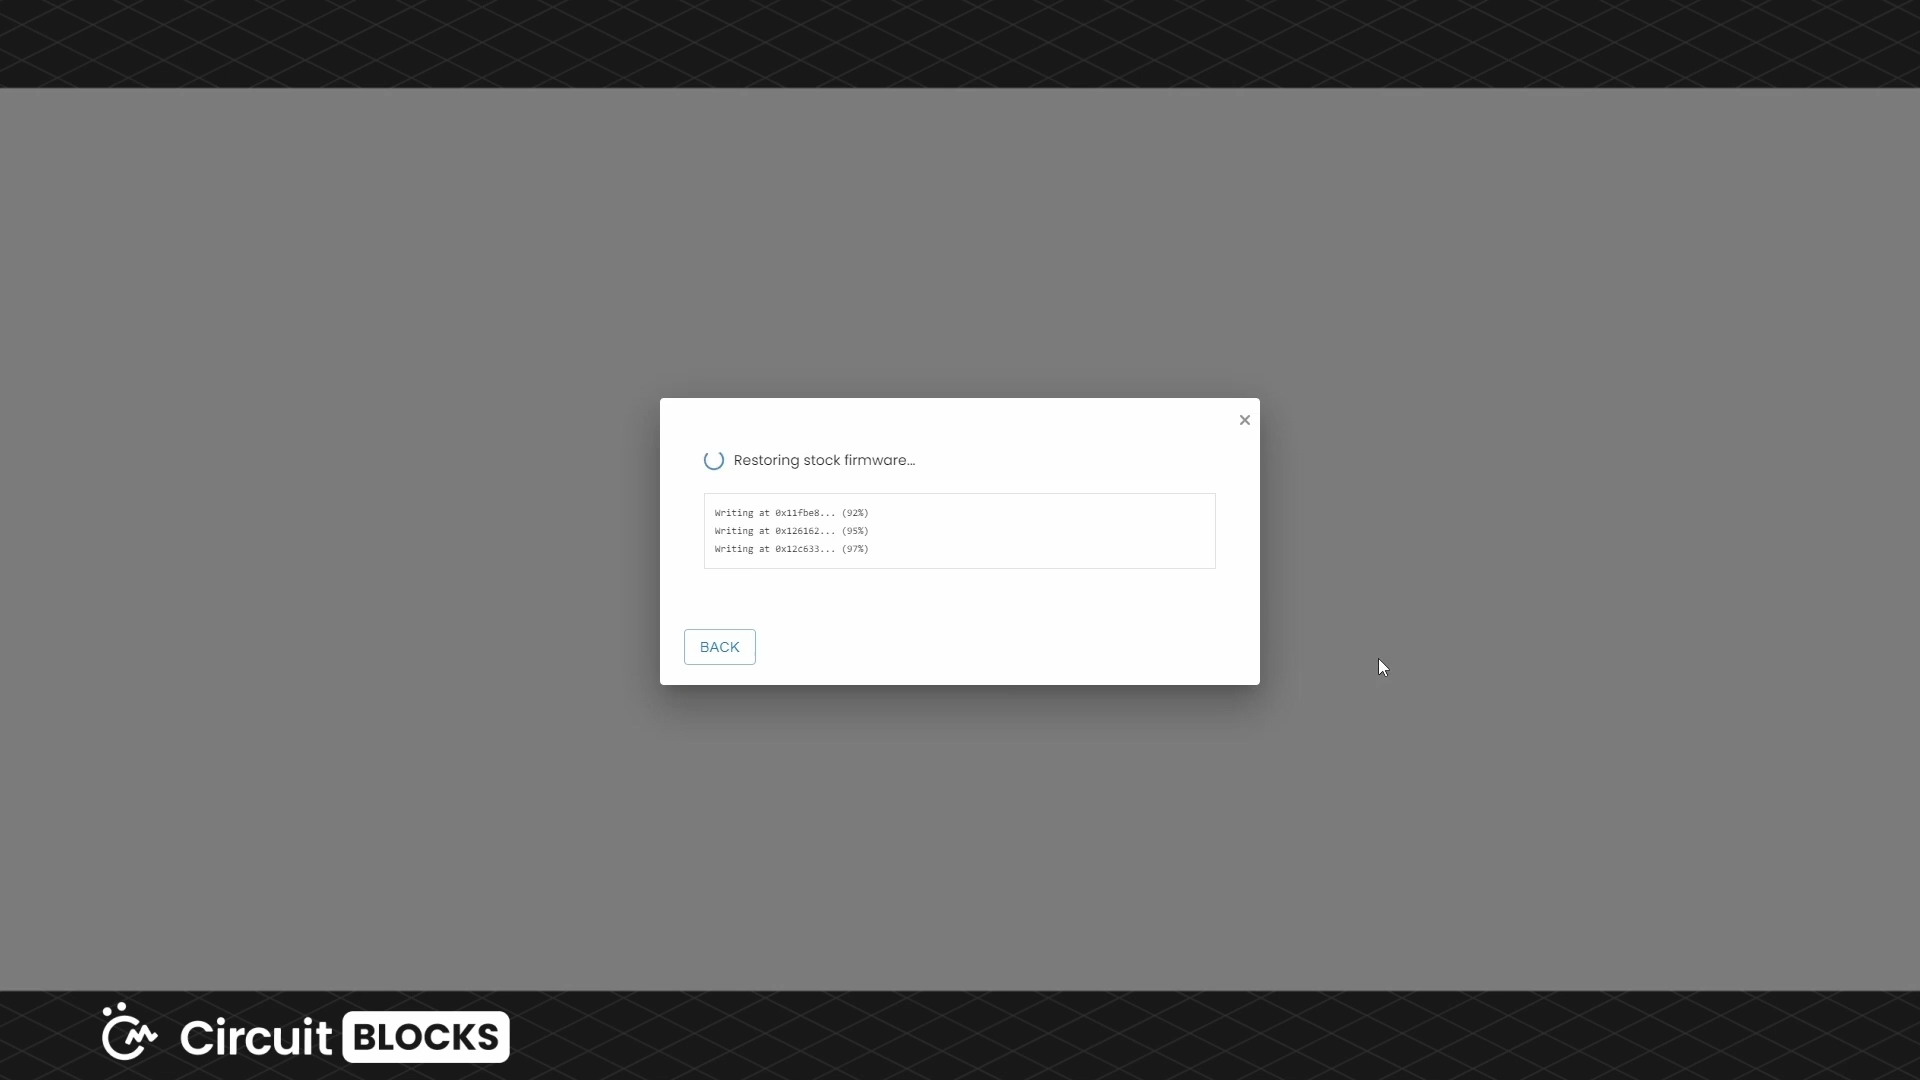 Restoring stock firmware...
Writing at 0x11fbe8... (92%)
Writing at 0x126162... (95%)
Writing at 0x12c633... (97%)
BACK
Circuit BLOCKS